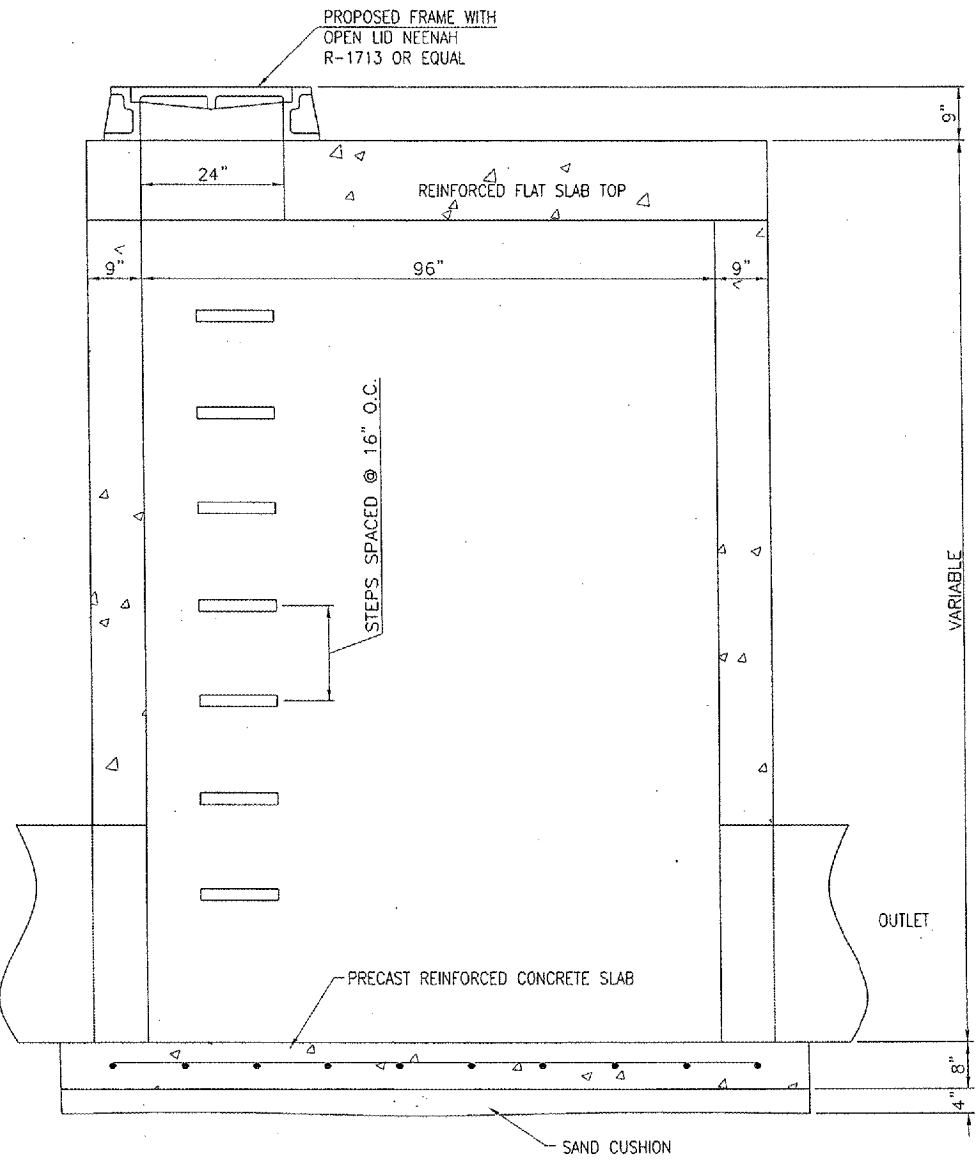 PROPOSED FRAME WITH
OPEN LID NEENAH
R-1713 OR EQUAL
9"
24"
REINFORCED FLAT SLAB TOP
9"
96"
9"
STEPS SPACED @ 16" O.C.
VARIABLE
OUTLET
PRECAST REINFORCED CONCRETE SLAB
8"
4"
SAND CUSHION